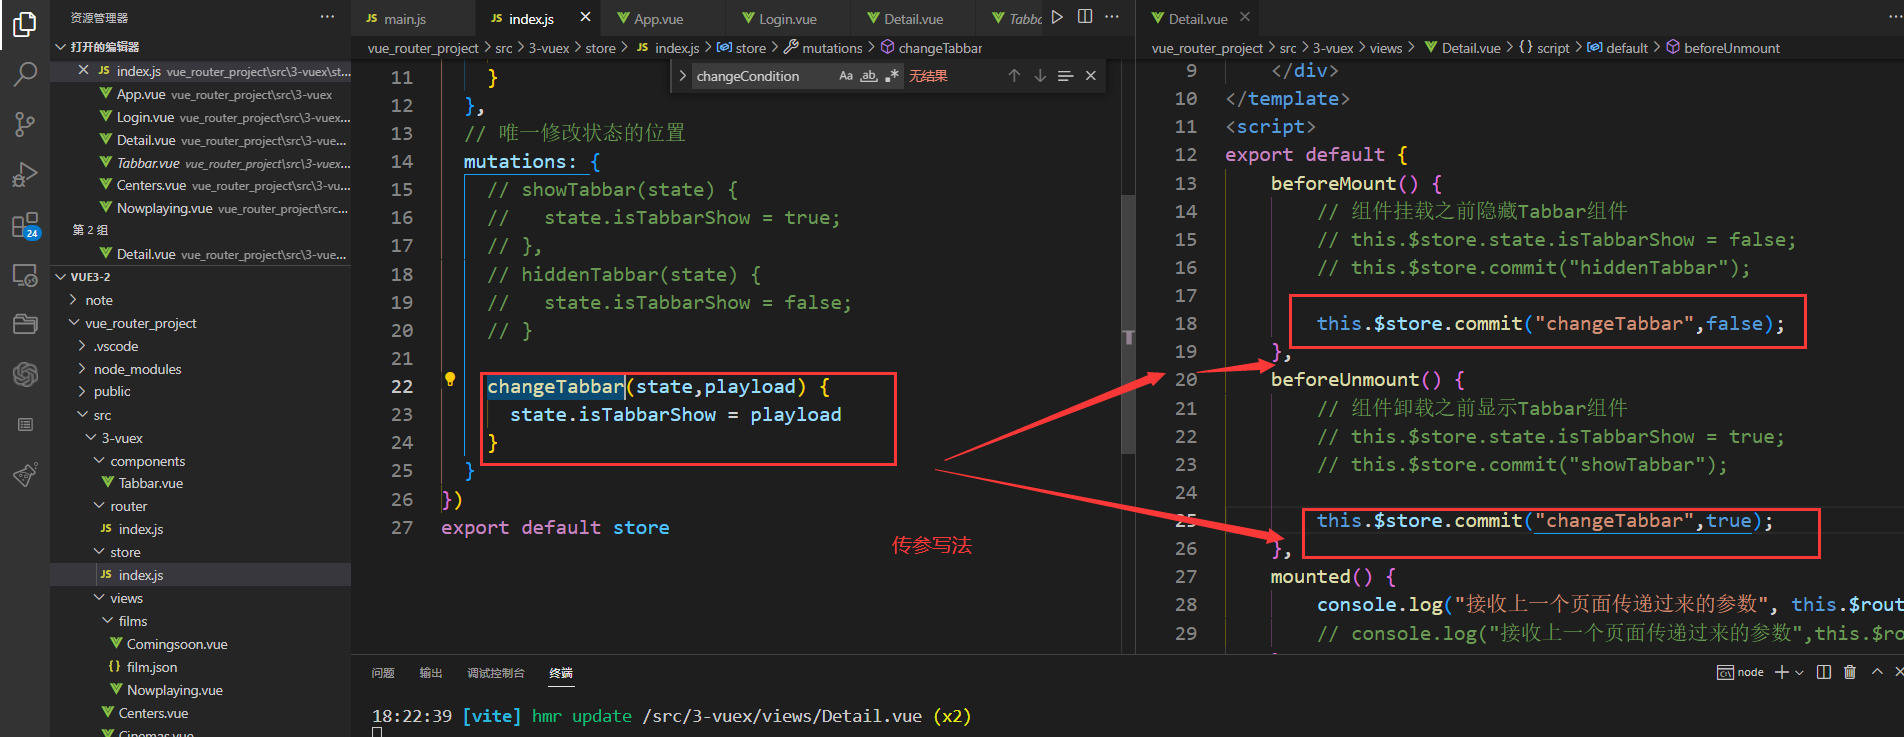 资源管理器
打开的编辑器
index.js vue_router_project\src\3-vuex\st...
App.vue vue_router_project\src\3-vuex
Login.vue vue_router_project\src\3-vuex...
Detail.vue vue_router_project\src\3-vue...
Tabbar.vue vue_router_project\src\3-vuex...
Centers.vue vue_router_project\src\3-vu...
Nowplaying.vue vue_router_project\src...
第 2 组
Detail.vue vue_router_project\src\3-vue...
24
VUE3-2
note
vue_router_project
.vscode
node_modules
public
src
3-vuex
components
Tabbar.vue
router
JS index.js
store
JS index.js
views
films
Comingsoon.vue
{} film.json
Nowplaying.vue
Centers.vue
Cinemas.vue
JS main.js JS index.js App.vue Login.vue Detail.vue Tabba
vue_router_project > src > 3-vuex > store > JS index.js > store > mutations > changeTabbar
changeCondition Aa ab, .* 无结果
11 }
12 },
13 // 唯一修改状态的位置
14 mutations: {
15 // showTabbar(state) {
16 // state.isTabbarShow = true;
17 // },
18 // hiddenTabbar(state) {
19 // state.isTabbarShow = false;
20 // }
21
22 changeTabbar(state,playload) {
23 state.isTabbarShow = playload
24 }
25 }
26 })
27 export default store
传参写法
Detail.vue
vue_router_project > src > 3-vuex > views > Detail.vue > {} script > default > beforeUnmount
9 </div>
10 </template>
11 <script>
12 export default {
13 beforeMount() {
14 // 组件挂载之前隐藏Tabbar组件
15 // this.$store.state.isTabbarShow = false;
16 // this.$store.commit("hiddenTabbar");
17
18 this.$store.commit("changeTabbar",false);
19 },
20 beforeUnmount() {
21 // 组件卸载之前显示Tabbar组件
22 // this.$store.state.isTabbarShow = true;
23 // this.$store.commit("showTabbar");
24
25 this.$store.commit("changeTabbar",true);
26 },
27 mounted() {
28 console.log("接收上一个页面传递过来的参数", this.$rout
29 // console.log("接收上一个页面传递过来的参数",this.$ro
问题 输出 调试控制台 终端
node
18:22:39 [vite] hmr update /src/3-vuex/views/Detail.vue (x2)